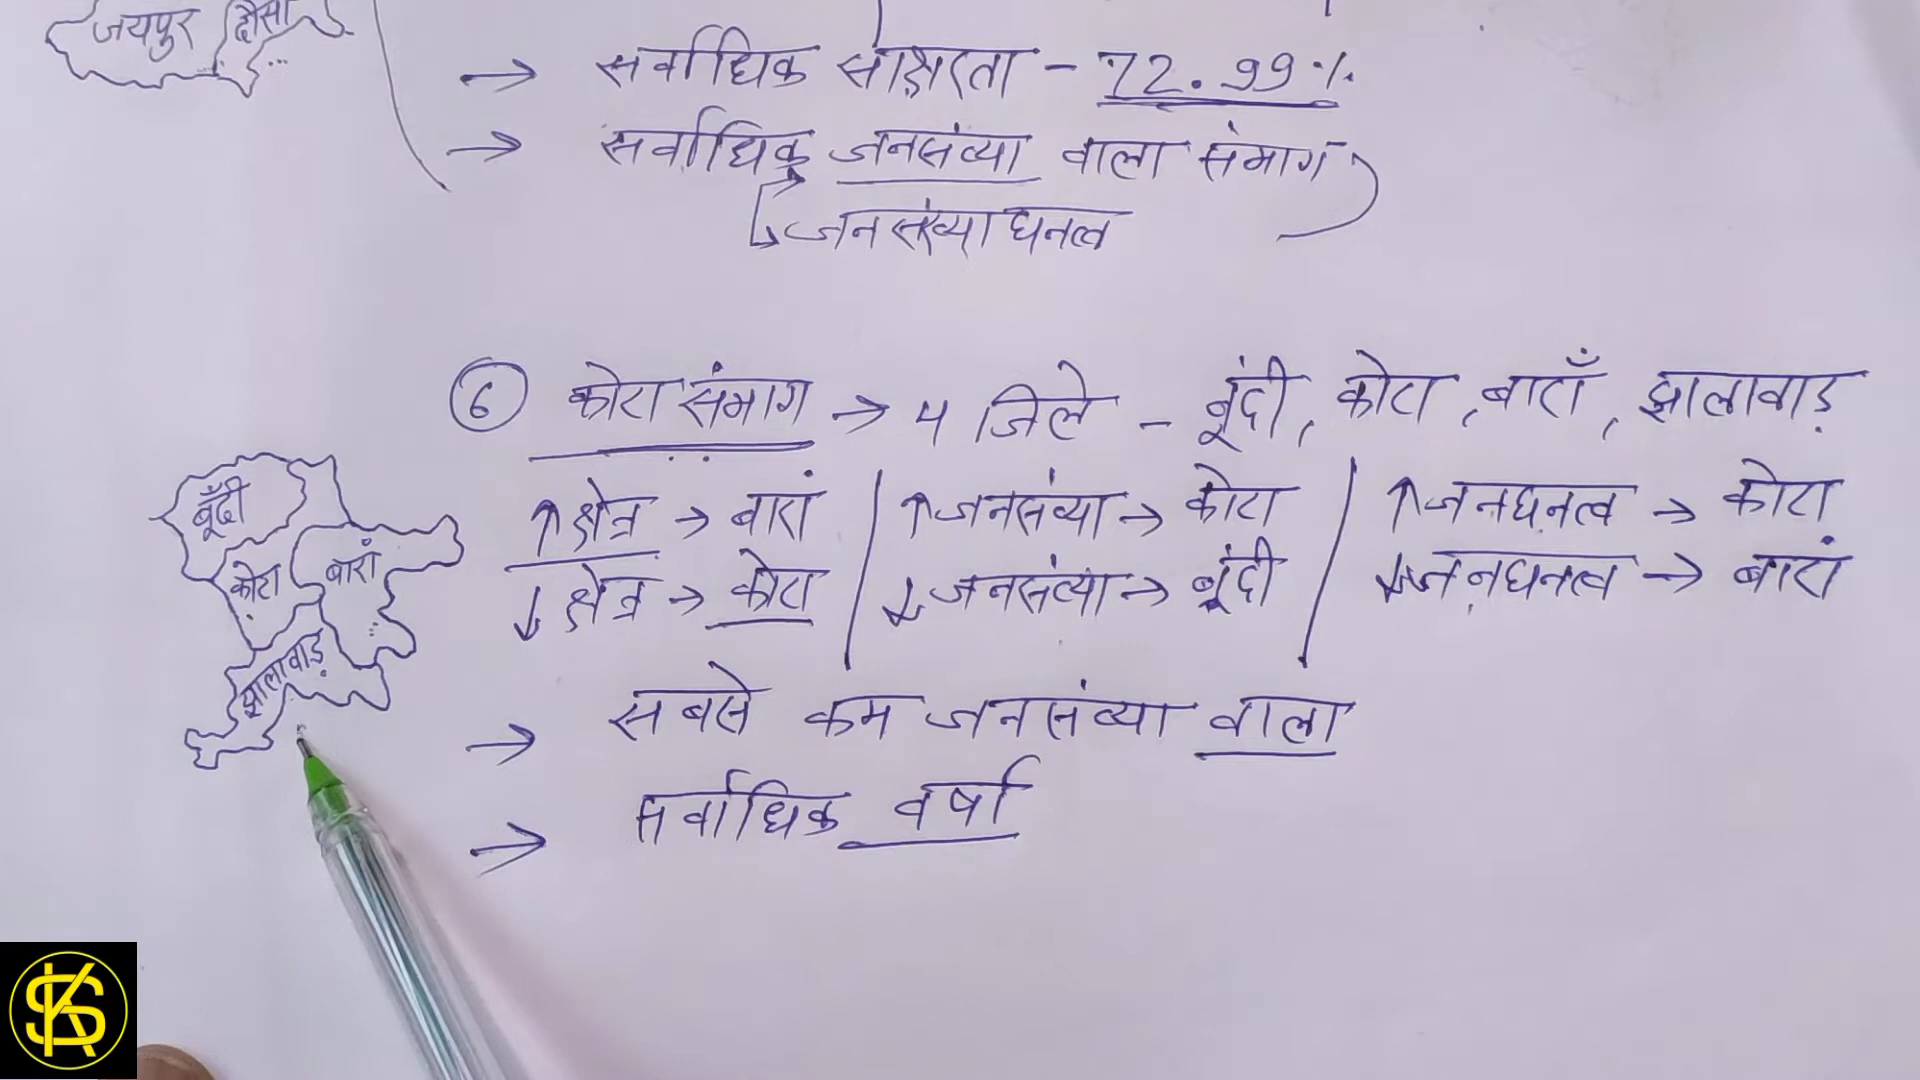 जयपुर दौसा
→ सर्वाधिक साक्षरता - 72.99%
→ सर्वाधिक जनसंख्या वाला संभाग
जनसंख्या घनत्व
⑥ कोटा संभाग → 4 जिले - बूंदी, कोटा, बाराँ, झालावाड़
↑क्षेत्र → बारां | ↑जनसंख्या → कोटा | ↑जनघनत्व → कोटा
↓क्षेत्र → कोटा | ↓जनसंख्या → बूंदी | ↓जनघनत्व → बारां
→ सबसे कम जनसंख्या वाला
→ सर्वाधिक वर्षा
बूँदी
कोटा बारां
झालावाड़